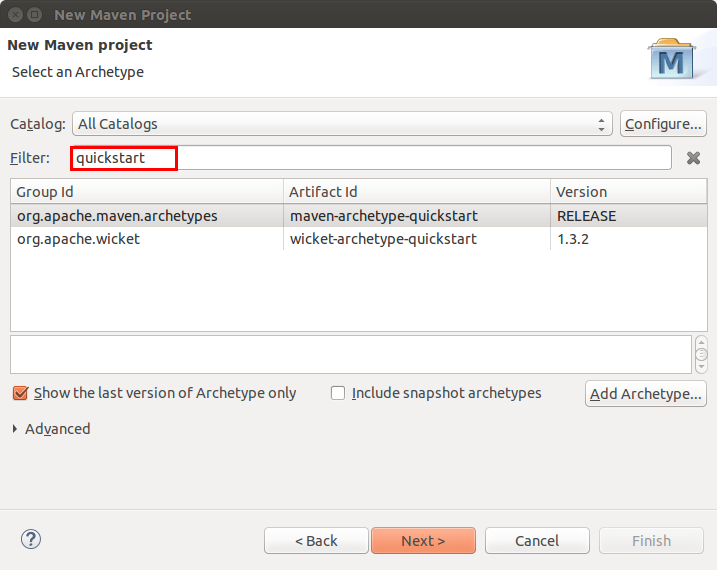 New Maven Project
New Maven project
Select an Archetype
M
Catalog: All Catalogs Configure...
Filter: quickstart
Group Id Artifact Id Version
org.apache.maven.archetypes maven-archetype-quickstart RELEASE
org.apache.wicket wicket-archetype-quickstart 1.3.2
Show the last version of Archetype only Include snapshot archetypes Add Archetype...
Advanced
? < Back Next > Cancel Finish